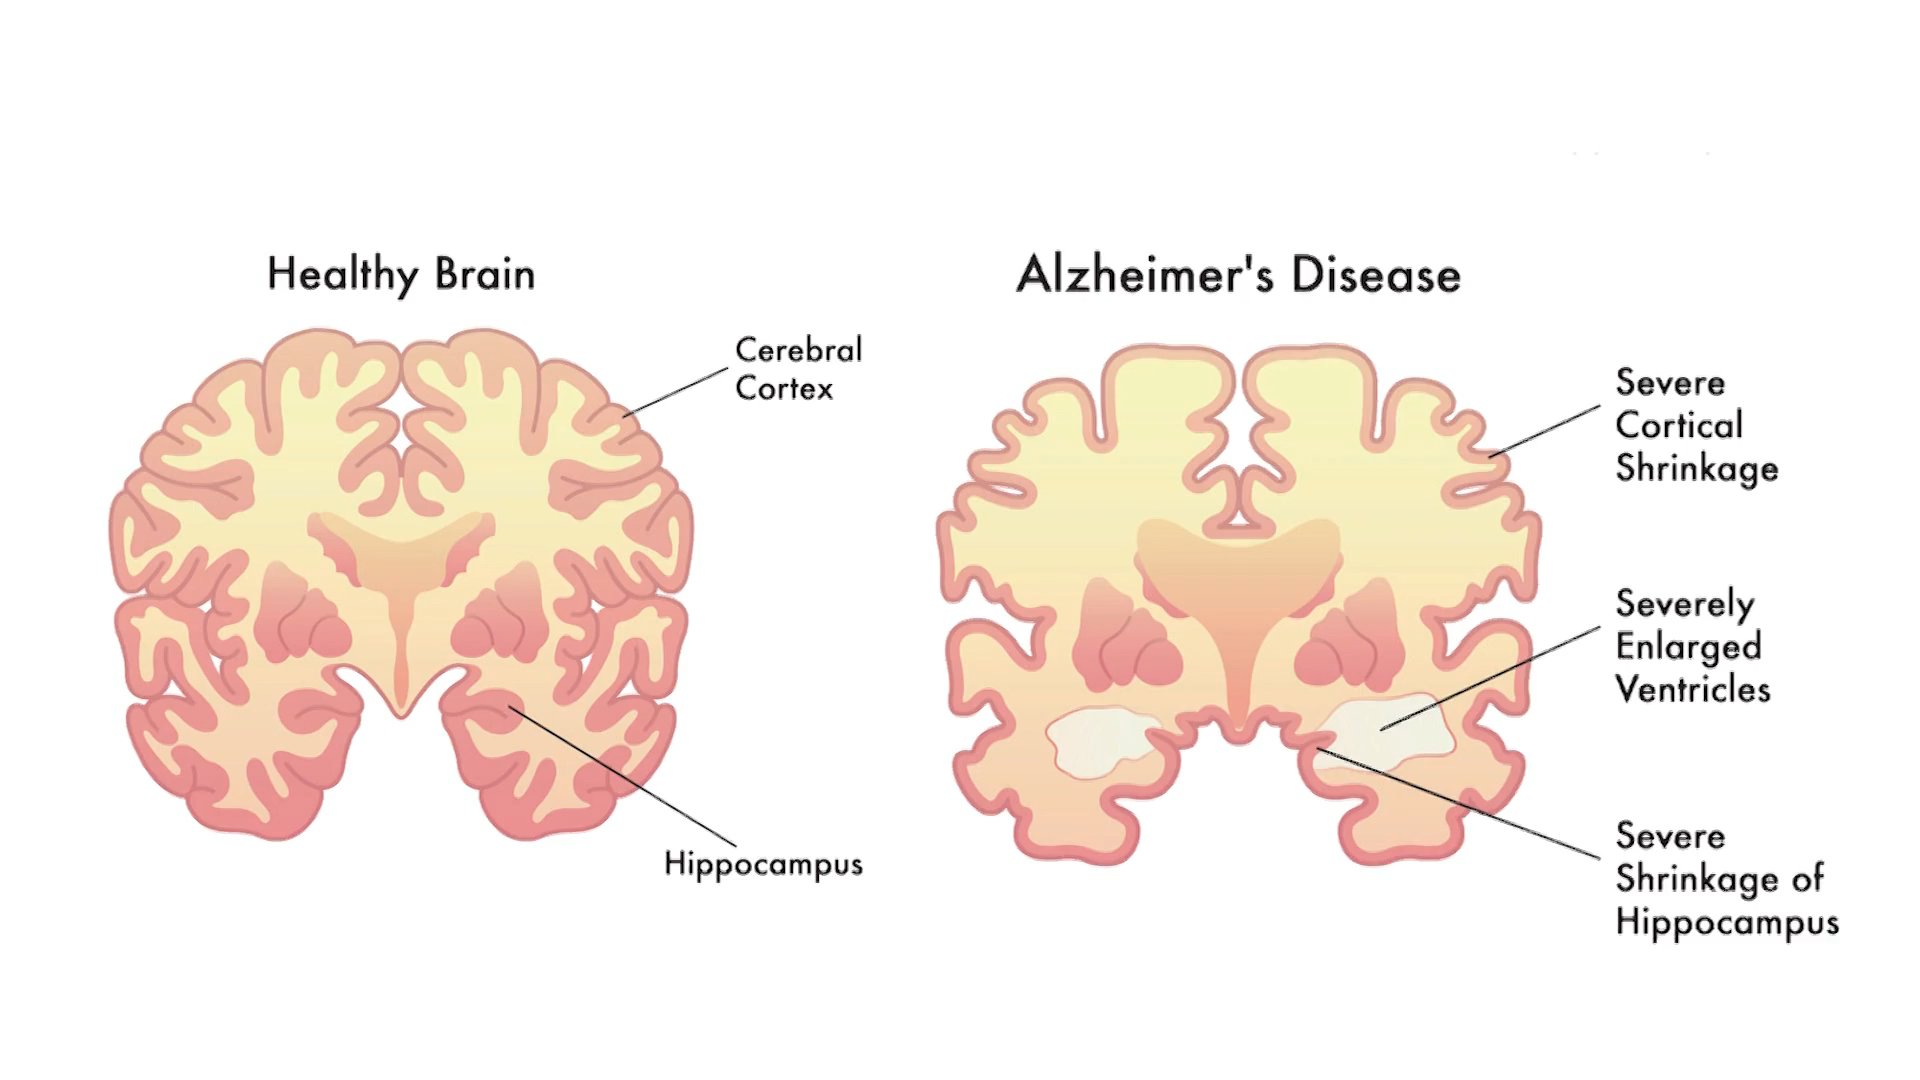 Healthy Brain
Cerebral
Cortex
Hippocampus
Alzheimer's Disease
Severe
Cortical
Shrinkage
Severely
Enlarged
Ventricles
Severe
Shrinkage of
Hippocampus